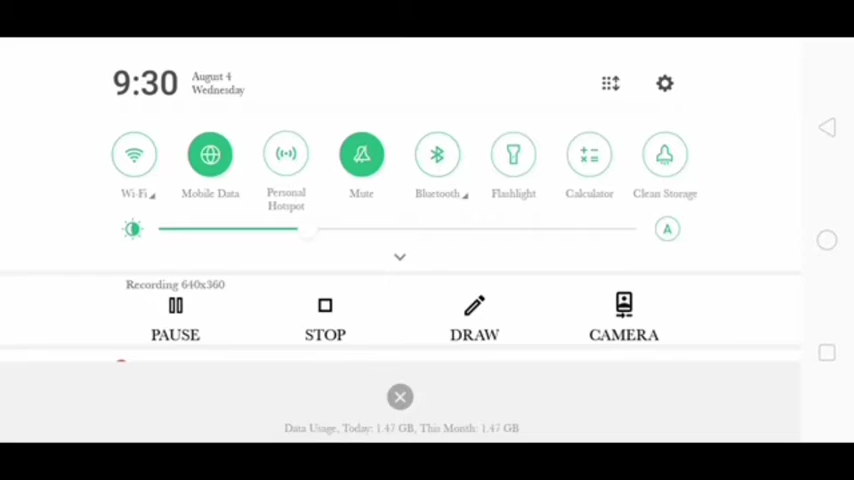 9:30
August 4
Wednesday
Wi-Fi
Mobile Data
Personal
Hotspot
Mute
Bluetooth
Flashlight
Calculator
Clean Storage
A
Recording 640x360
PAUSE
STOP
DRAW
CAMERA
Data Usage, Today: 1.47 GB, This Month: 1.47 GB